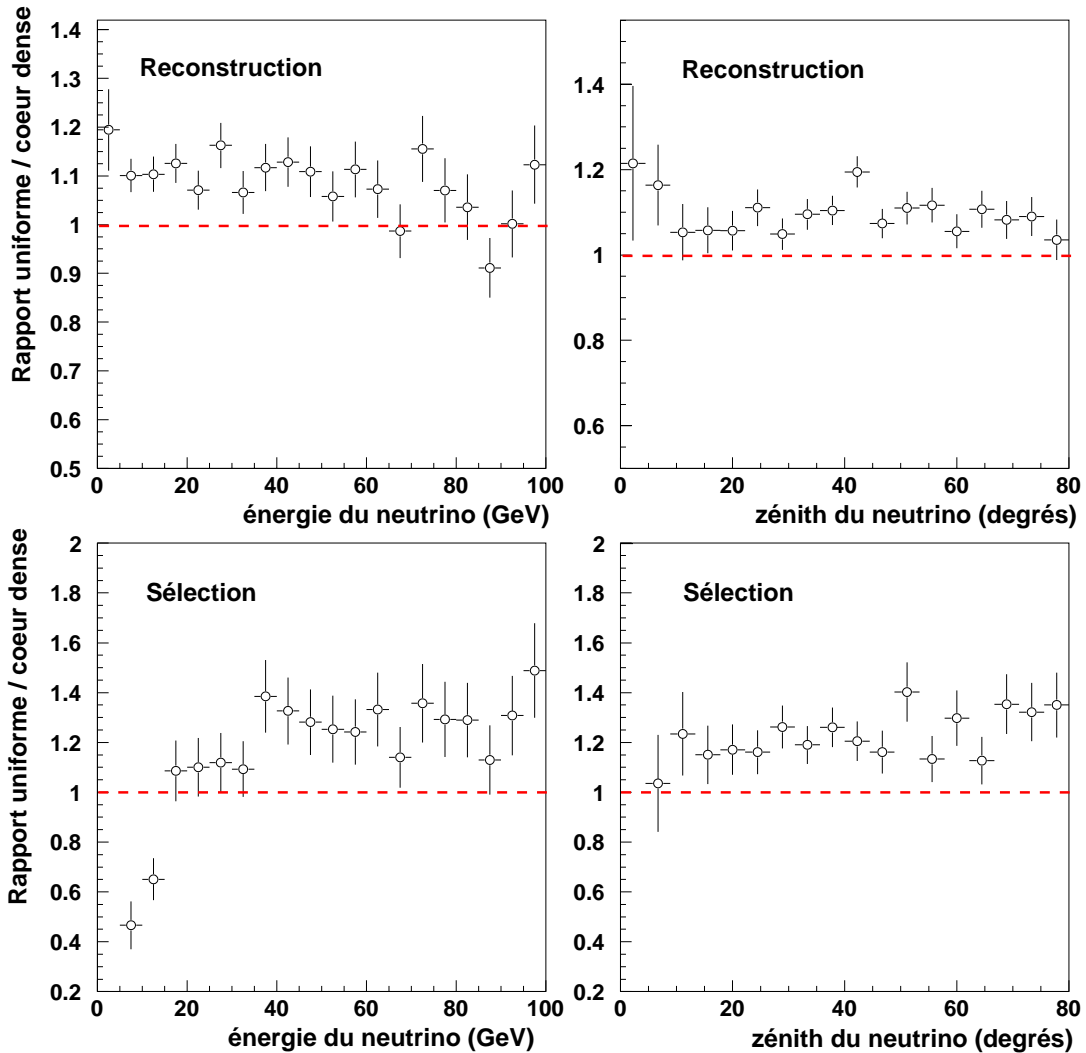 Rapport uniforme / coeur dense
Reconstruction
1.4
1.3
1.2
1.1
1
0.9
0.8
0.7
0.6
0.5
0 20 40 60 80 100
énergie du neutrino (GeV)
Reconstruction
1.4
1.2
1
0.8
0.6
0 20 40 60 80
zénith du neutrino (degrés)
Rapport uniforme / coeur dense
Sélection
2
1.8
1.6
1.4
1.2
1
0.8
0.6
0.4
0.2
0 20 40 60 80 100
énergie du neutrino (GeV)
Sélection
2
1.8
1.6
1.4
1.2
1
0.8
0.6
0.4
0.2
0 20 40 60 80
zénith du neutrino (degrés)